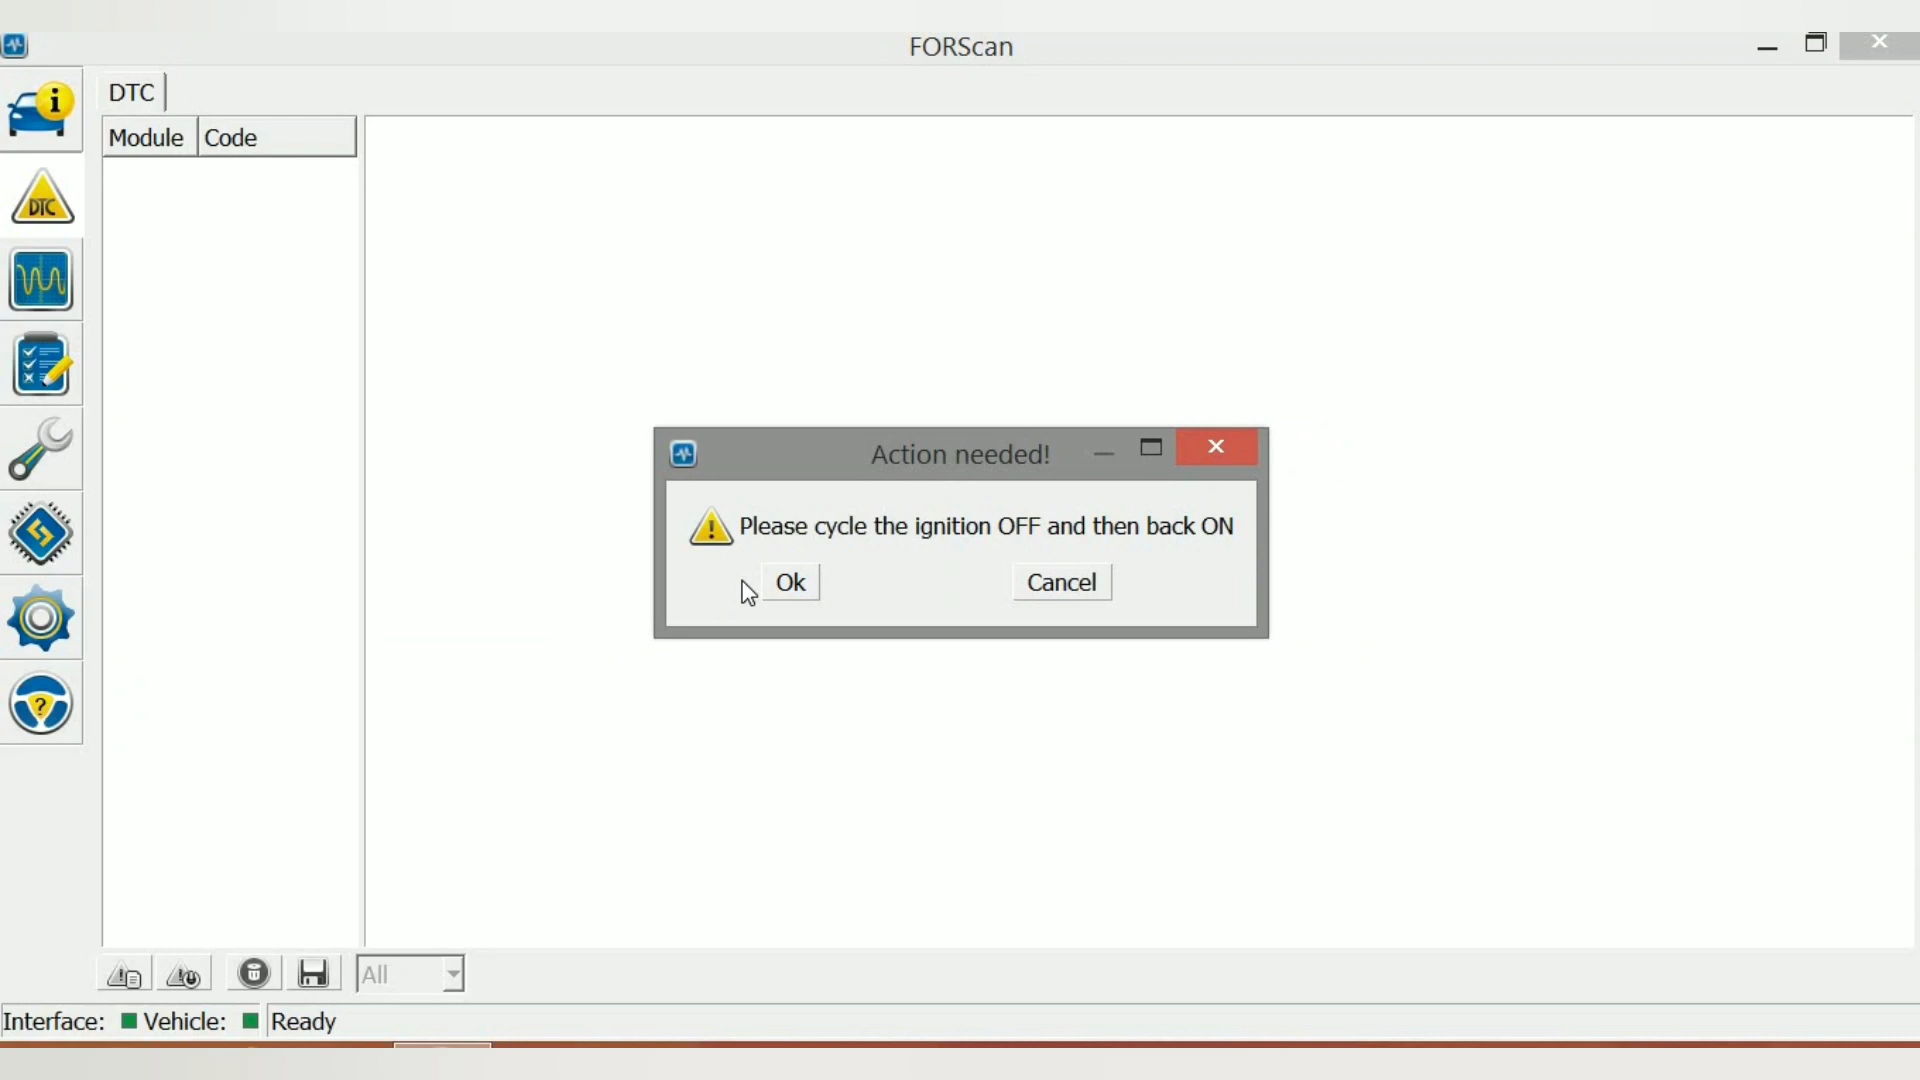 FORScan
DTC
Module Code
DTC
Action needed!
Please cycle the ignition OFF and then back ON
Ok Cancel
All
Interface: Vehicle: Ready